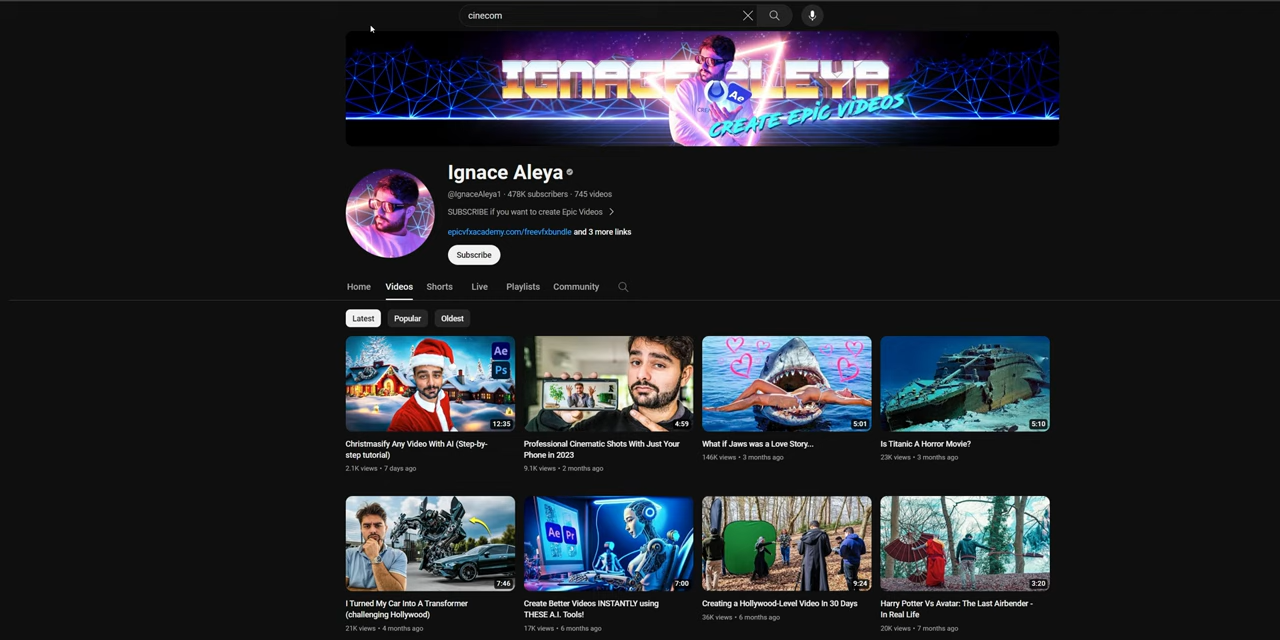 cinecom
IGNACE ALEYA
Ae
CREATE EPIC VIDEOS
Ignace Aleya
@IgnaceAleya1 · 478K subscribers · 745 videos
SUBSCRIBE if you want to create Epic Videos
epicvfxacademy.com/freevfxbundle and 3 more links
Subscribe
Home Videos Shorts Live Playlists Community
Latest Popular Oldest
Ae
Ps
12:35 4:59 5:01 5:10
Christmasify Any Video With AI (Step-by-
step tutorial)
2.1K views • 7 days ago
Professional Cinematic Shots With Just Your
Phone in 2023
9.1K views • 2 months ago
What if Jaws was a Love Story...
146K views • 3 months ago
Is Titanic A Horror Movie?
23K views • 3 months ago
Ae Pr
7:46 7:00 9:24 3:20
I Turned My Car Into A Transformer
(challenging Hollywood)
21K views • 4 months ago
Create Better Videos INSTANTLY using
THESE A.I. Tools!
17K views • 6 months ago
Creating a Hollywood-Level Video In 30 Days
36K views • 6 months ago
Harry Potter Vs Avatar: The Last Airbender -
In Real Life
20K views • 7 months ago